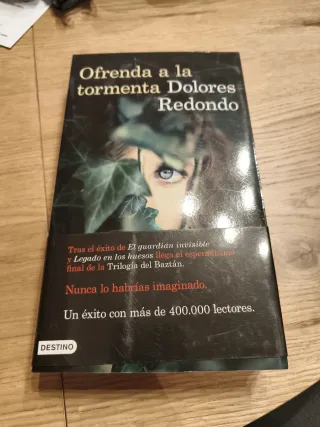 Ofrenda a la
tormenta Dolores
Redondo
Tras el éxito de El guardián invisible
y Legado en los huesos llega el esperadísimo
final de la Trilogía del Baztán.
Nunca lo habrías imaginado.
Un éxito con más de 400.000 lectores.
DESTINO